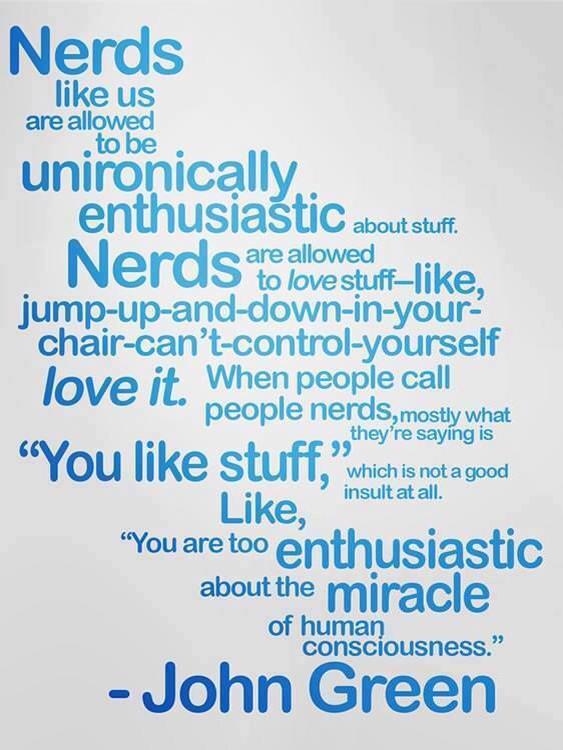 Nerds
like us
are allowed
to be
unironically
enthusiastic about stuff.
Nerds are allowed
to love stuff–like,
jump-up-and-down-in-your-
chair-can't-control-yourself
love it. When people call
people nerds, mostly what
they're saying is
“You like stuff,” which is not a good
insult at all.
Like,
“You are too enthusiastic
about the miracle
of human
consciousness.”
- John Green